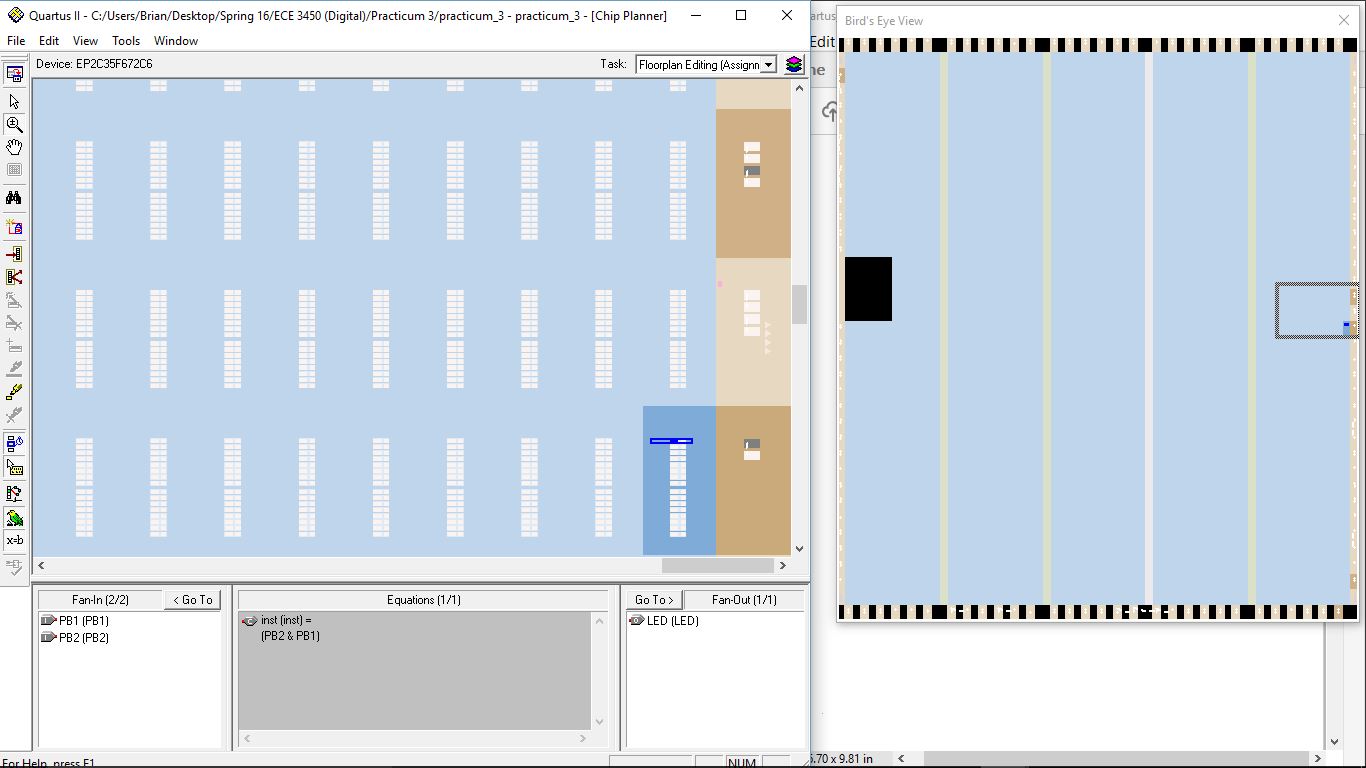 Quartus II - C:/Users/Brian/Desktop/Spring 16/ECE 3450 (Digital)/Practicum 3/practicum_3 - practicum_3 - [Chip Planner]
File Edit View Tools Window
Device: EP2C35F672C6
Task: Floorplan Editing (Assignn
Fan-In (2/2)
< Go To
PB1 (PB1)
PB2 (PB2)
Equations (1/1)
inst (inst) =
(PB2 & PB1)
Go To >
Fan-Out (1/1)
LED (LED)
x=b
For Help, press F1
NUM
artus
Edit
ne
Bird's Eye View
5.70 x 9.81 in